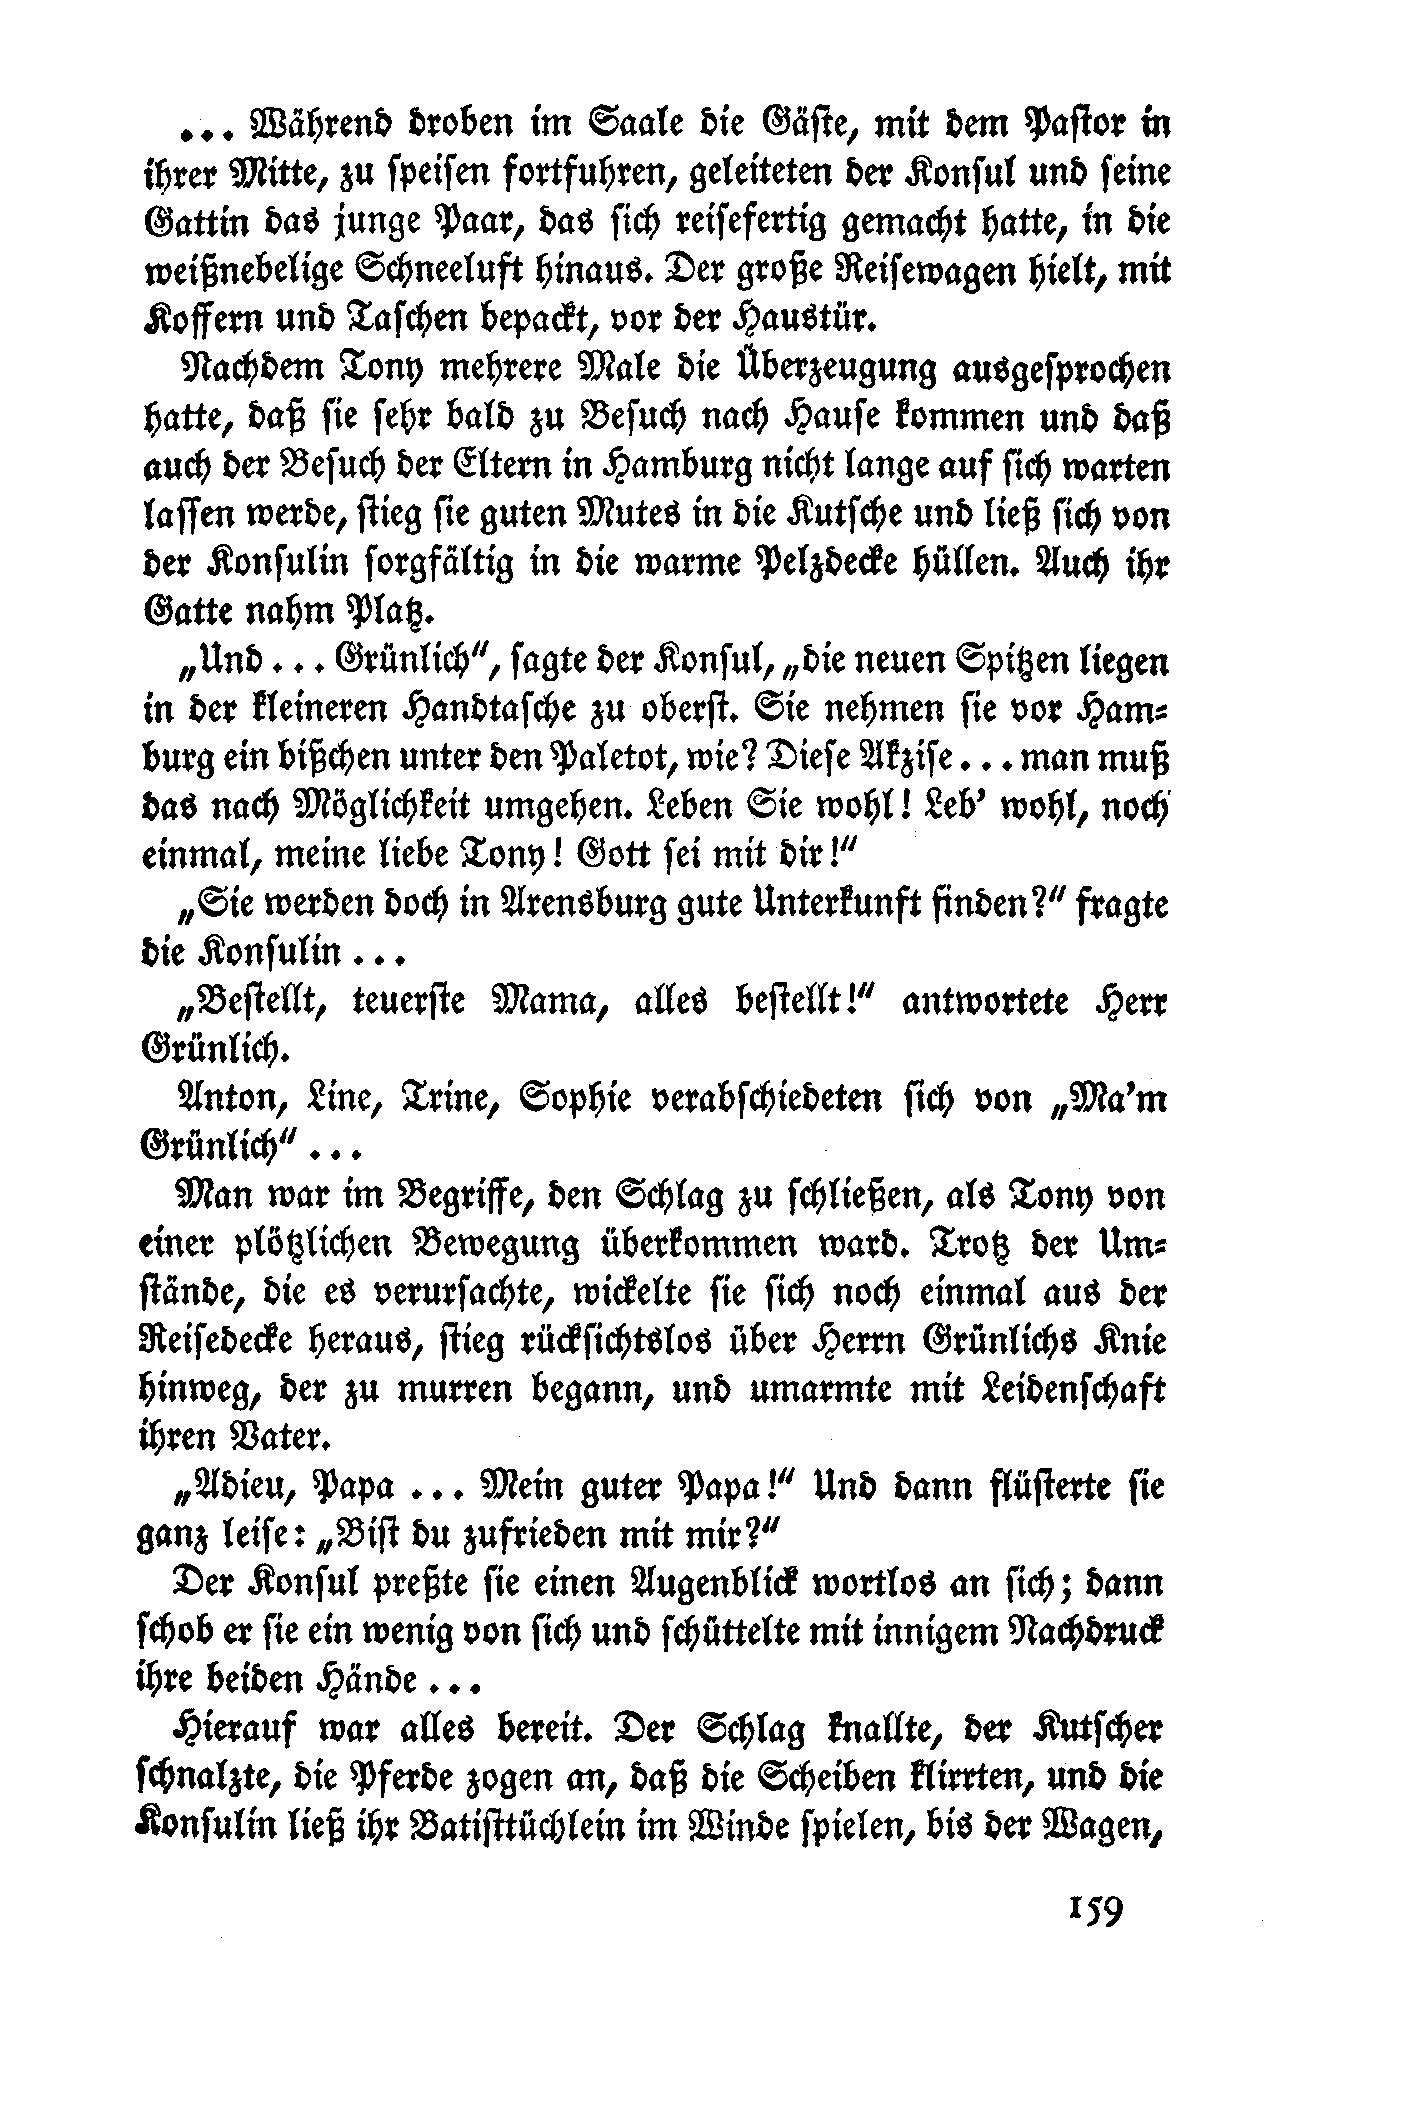 ... Während droben im Saale die Gäste, mit dem Pastor in
ihrer Mitte, zu speisen fortfuhren, geleiteten der Konsul und seine
Gattin das junge Paar, das sich reisefertig gemacht hatte, in die
weißnebelige Schneeluft hinaus. Der große Reisewagen hielt, mit
Koffern und Taschen bepackt, vor der Haustür.
Nachdem Tony mehrere Male die Überzeugung ausgesprochen
hatte, daß sie sehr bald zu Besuch nach Hause kommen und daß
auch der Besuch der Eltern in Hamburg nicht lange auf sich warten
lassen werde, stieg sie guten Mutes in die Kutsche und ließ sich von
der Konsulin sorgfältig in die warme Pelzdecke hüllen. Auch ihr
Gatte nahm Platz.
„Und ... Grünlich“, sagte der Konsul, „die neuen Spitzen liegen
in der kleineren Handtasche zu oberst. Sie nehmen sie vor Ham-
burg ein bißchen unter den Paletot, wie? Diese Akzise ... man muß
das nach Möglichkeit umgehen. Leben Sie wohl! Leb’ wohl, noch
einmal, meine liebe Tony! Gott sei mit dir!“
„Sie werden doch in Arensburg gute Unterkunft finden?“ fragte
die Konsulin ...
„Bestellt, teuerste Mama, alles bestellt!“ antwortete Herr
Grünlich.
Anton, Line, Trine, Sophie verabschiedeten sich von „Ma’m
Grünlich“ ...
Man war im Begriffe, den Schlag zu schließen, als Tony von
einer plötzlichen Bewegung überkommen ward. Trotz der Um-
stände, die es verursachte, wickelte sie sich noch einmal aus der
Reisedecke heraus, stieg rücksichtslos über Herrn Grünlichs Knie
hinweg, der zu murren begann, und umarmte mit Leidenschaft
ihren Vater.
„Adieu, Papa ... Mein guter Papa!“ Und dann flüsterte sie
ganz leise: „Bist du zufrieden mit mir?“
Der Konsul preßte sie einen Augenblick wortlos an sich; dann
schob er sie ein wenig von sich und schüttelte mit innigem Nachdruck
ihre beiden Hände ...
Hierauf war alles bereit. Der Schlag knallte, der Kutscher
schnalzte, die Pferde zogen an, daß die Scheiben klirrten, und die
Konsulin ließ ihr Batisttüchlein im Winde spielen, bis der Wagen,
159